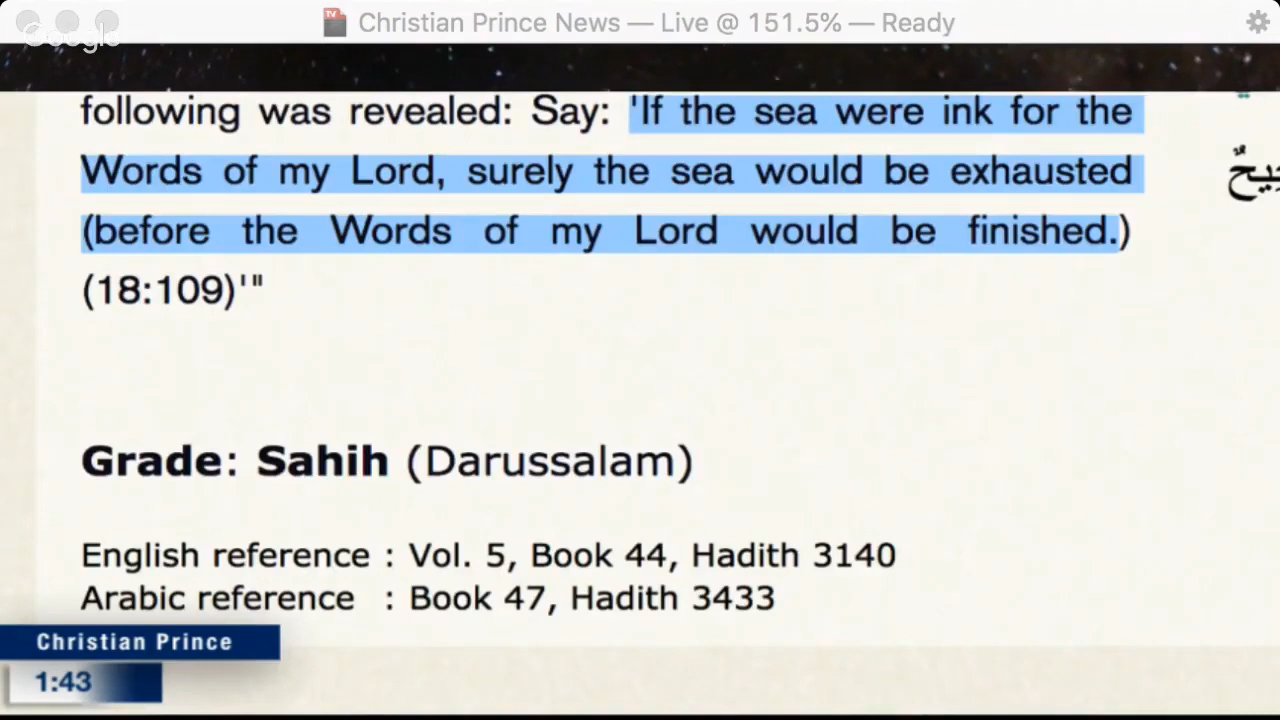 Google
Christian Prince News — Live @ 151.5% — Ready
following was revealed: Say: 'If the sea were ink for the
Words of my Lord, surely the sea would be exhausted
(before the Words of my Lord would be finished.)
(18:109)'"
Grade: Sahih (Darussalam)
English reference : Vol. 5, Book 44, Hadith 3140
Arabic reference : Book 47, Hadith 3433
Christian Prince
1:43